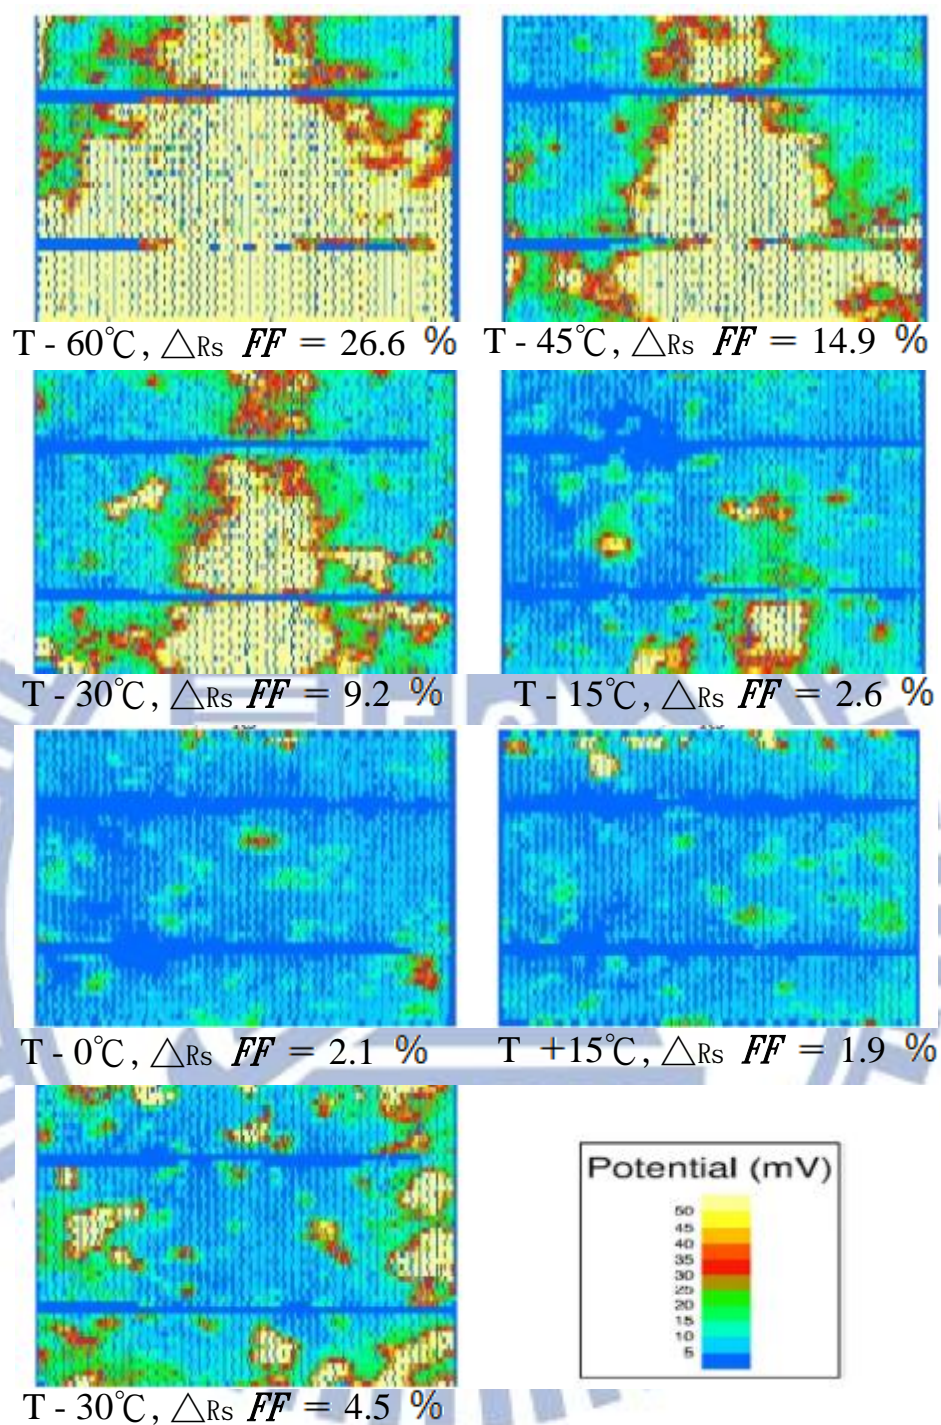 T - 60℃, △Rs FF = 26.6 %
T - 45℃, △Rs FF = 14.9 %
T - 30℃, △Rs FF = 9.2 %
T - 15℃, △Rs FF = 2.6 %
T - 0℃, △Rs FF = 2.1 %
T +15℃, △Rs FF = 1.9 %
T - 30℃, △Rs FF = 4.5 %
Potential (mV)
50
45
40
35
30
25
20
15
10
5